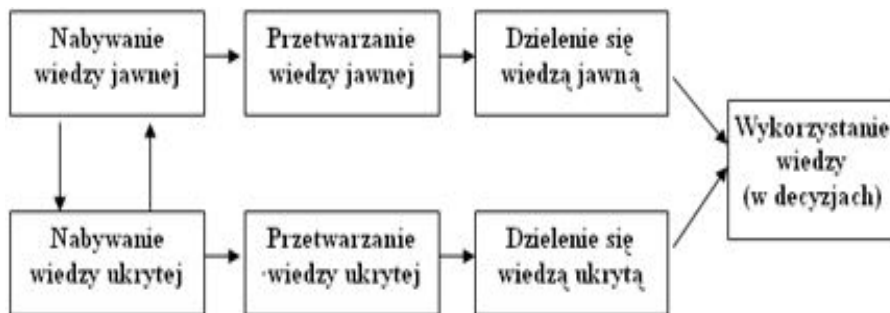 Nabywanie
wiedzy jawnej
Przetwarzanie
wiedzy jawnej
Dzielenie się
wiedzą jawną
Wykorzystanie
wiedzy
(w decyzjach)
Nabywanie
wiedzy ukrytej
Przetwarzanie
wiedzy ukrytej
Dzielenie się
wiedzą ukrytą